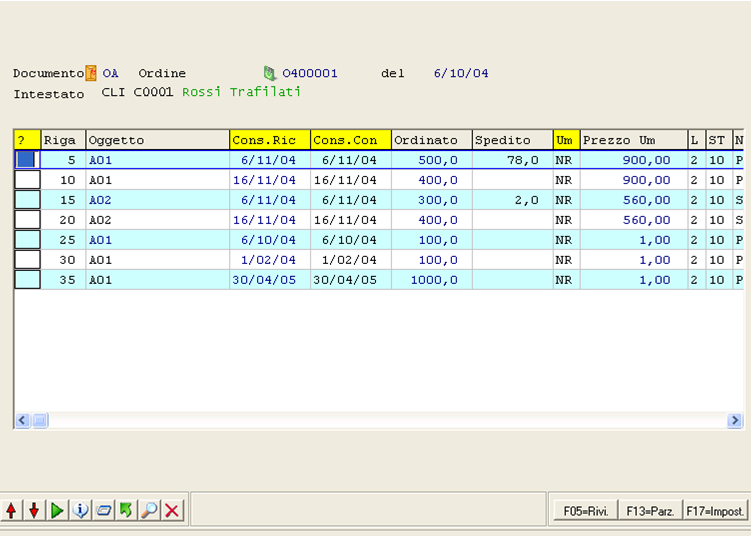 Documento OA Ordine O400001 del 6/10/04
Intestato CLI C0001 Rossi Trafilati
? Riga Oggetto Cons.Ric Cons.Con Ordinato Spedito Um Prezzo Um L ST N
5 A01 6/11/04 6/11/04 500,0 78,0 NR 900,00 2 10 P
10 A01 16/11/04 16/11/04 400,0 NR 900,00 2 10 P
15 A02 6/11/04 6/11/04 300,0 2,0 NR 560,00 2 10 S
20 A02 16/11/04 16/11/04 400,0 NR 560,00 2 10 S
25 A01 6/10/04 6/10/04 100,0 NR 1,00 2 10 P
30 A01 1/02/04 1/02/04 100,0 NR 1,00 2 10 P
35 A01 30/04/05 30/04/05 1000,0 NR 1,00 2 10 P
F05=Rivi. F13=Parz. F17=Impost.